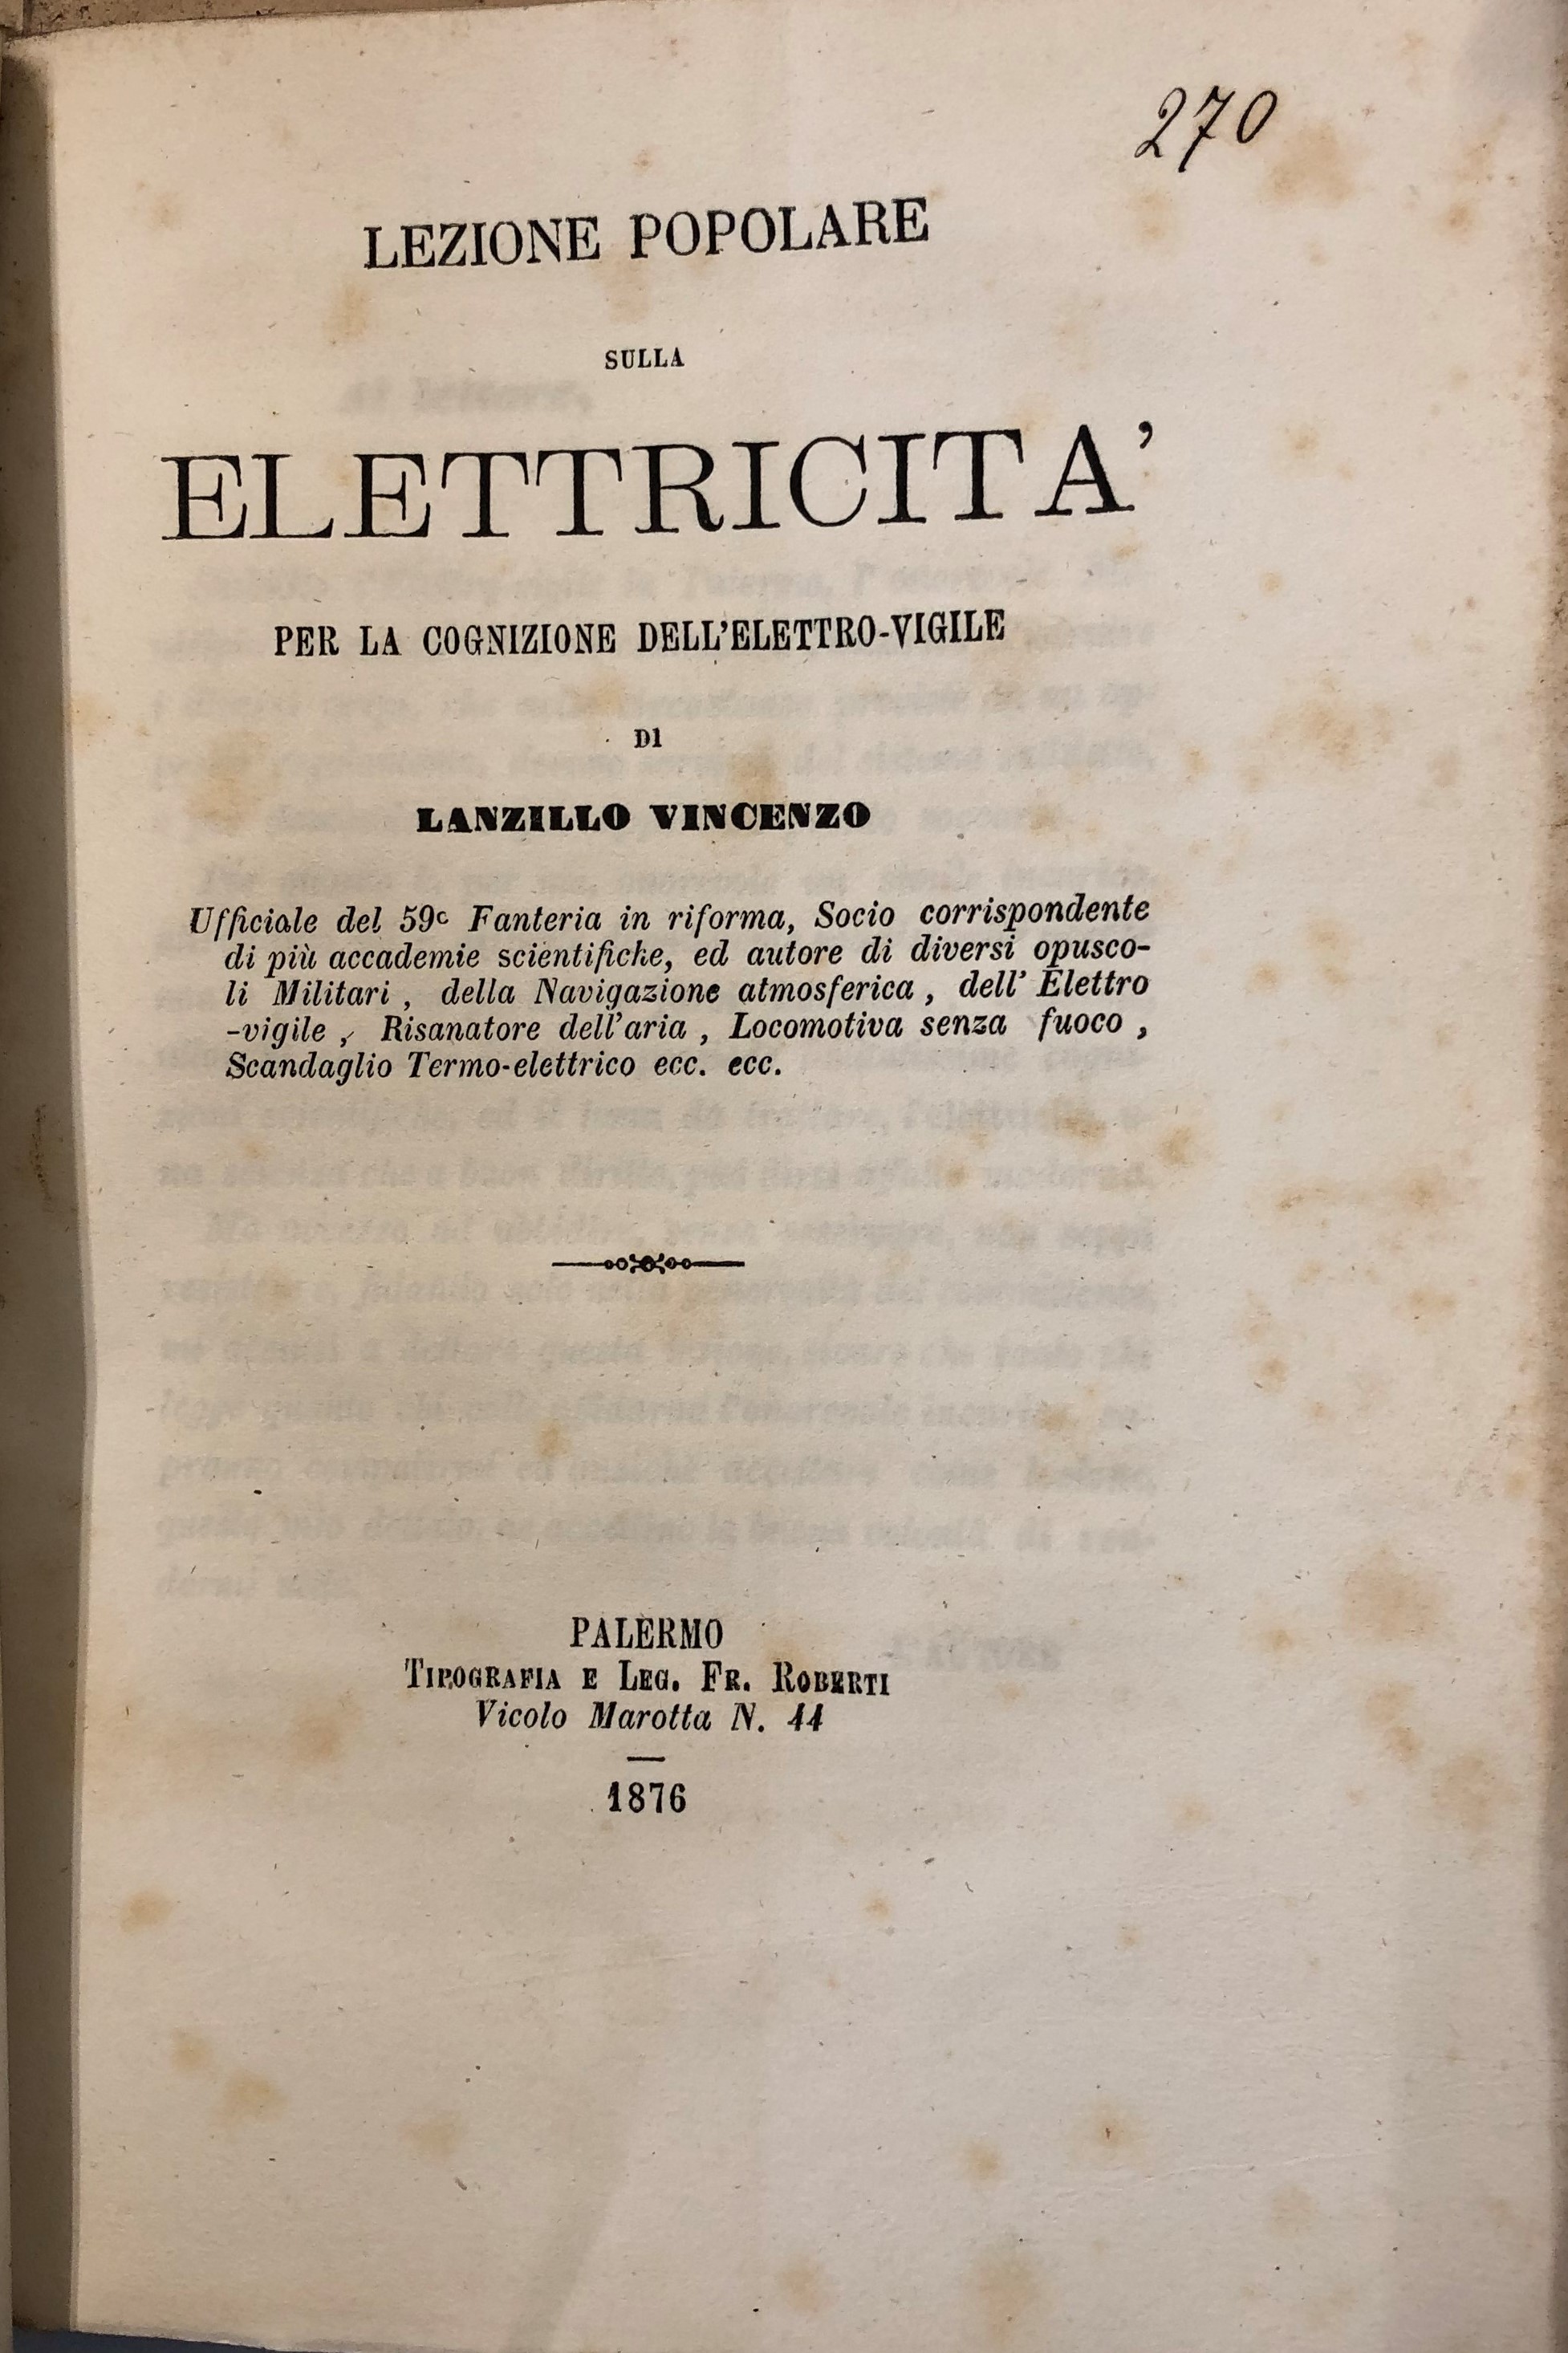 270
LEZIONE POPOLARE
SULLA
ELETTRICITA'
PER LA COGNIZIONE DELL'ELETTRO-VIGILE
DI
LANZILLO VINCENZO
Ufficiale del 59º Fanteria in riforma, Socio corrispondente
di più accademie scientifiche, ed autore di diversi opusco-
li Militari, della Navigazione atmosferica, dell' Elettro
-vigile, Risanatore dell'aria, Locomotiva senza fuoco,
Scandaglio Termo-elettrico ecc. ecc.
PALERMO
TIPOGRAFIA E LEG. FR. ROBERTI
Vicolo Marotta N. 44
1876